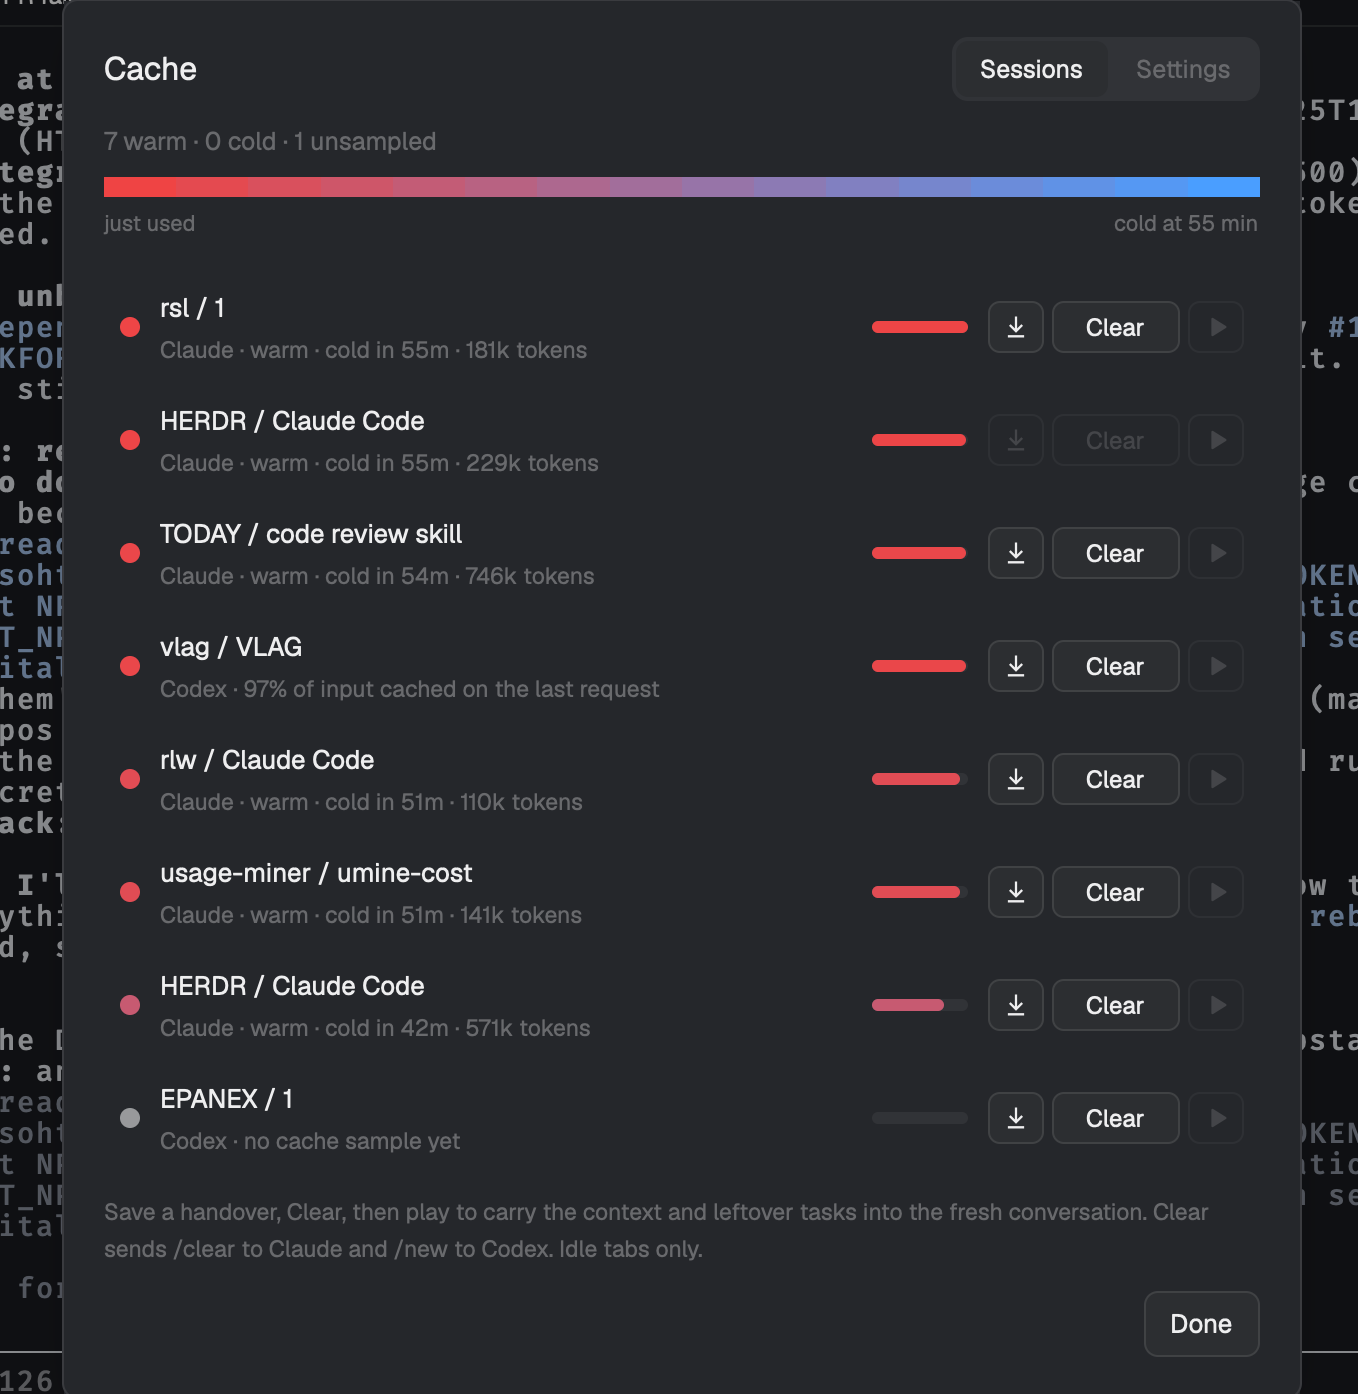 Cache
Sessions
Settings
7 warm · 0 cold · 1 unsampled
just used
cold at 55 min
rsl / 1
Claude · warm · cold in 55m · 181k tokens
Clear
HERDR / Claude Code
Claude · warm · cold in 55m · 229k tokens
Clear
TODAY / code review skill
Claude · warm · cold in 54m · 746k tokens
Clear
vlag / VLAG
Codex · 97% of input cached on the last request
Clear
rlw / Claude Code
Claude · warm · cold in 51m · 110k tokens
Clear
usage-miner / umine-cost
Claude · warm · cold in 51m · 141k tokens
Clear
HERDR / Claude Code
Claude · warm · cold in 42m · 571k tokens
Clear
EPANEX / 1
Codex · no cache sample yet
Clear
Save a handover, Clear, then play to carry the context and leftover tasks into the fresh conversation. Clear
sends /clear to Claude and /new to Codex. Idle tabs only.
Done
at
the
ed.
the
126